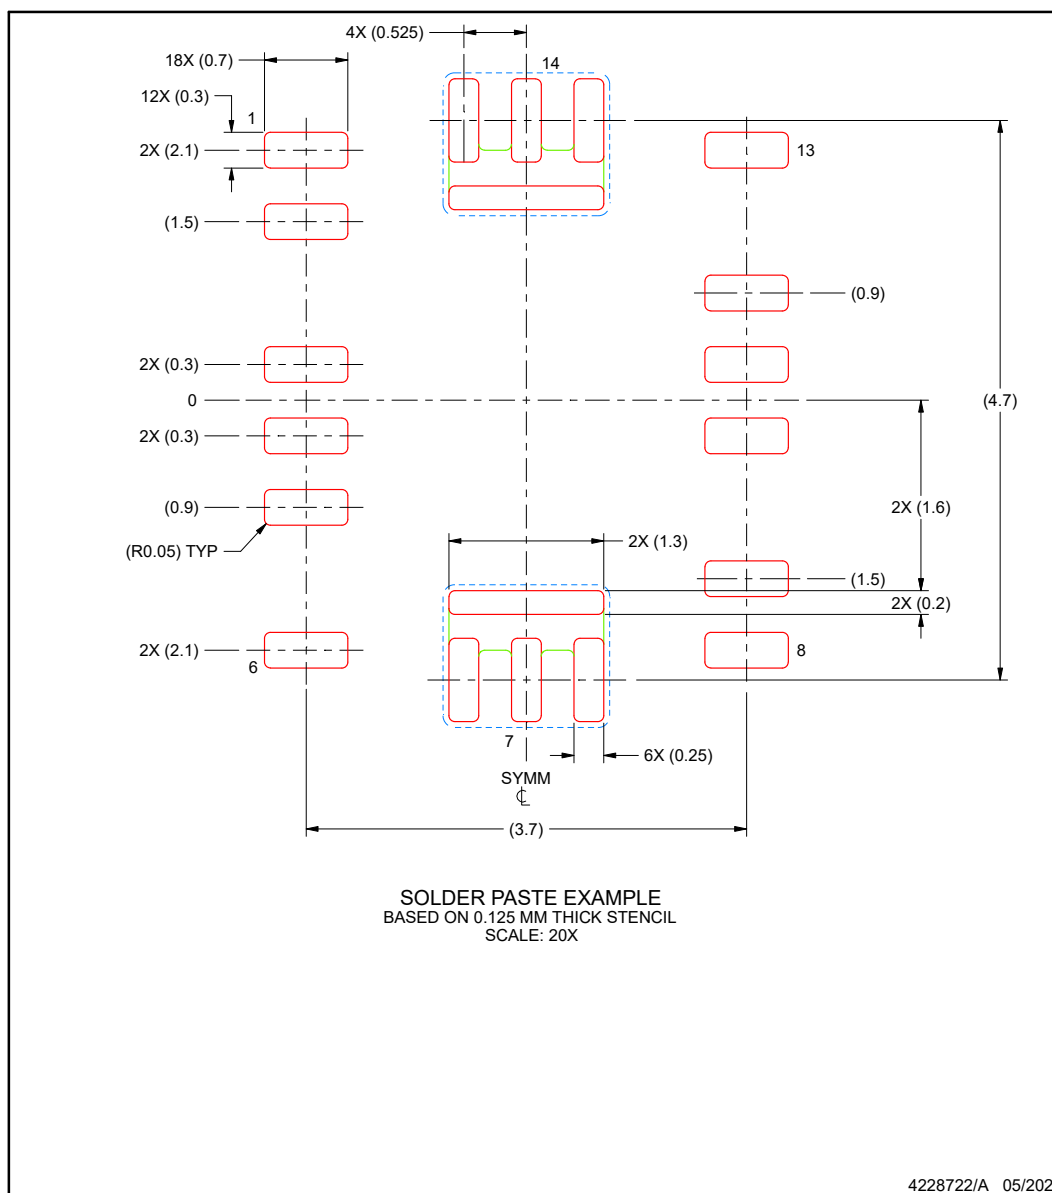 4X (0.525)
18X (0.7)
14
12X (0.3)
1
2X (2.1)
13
(1.5)
(0.9)
2X (0.3)
0
(4.7)
2X (0.3)
(0.9)
2X (1.6)
2X (1.3)
(R0.05) TYP
(1.5)
2X (0.2)
2X (2.1)
6
8
7
6X (0.25)
SYMM
℄
(3.7)
SOLDER PASTE EXAMPLE
BASED ON 0.125 MM THICK STENCIL
SCALE: 20X
4228722/A 05/202